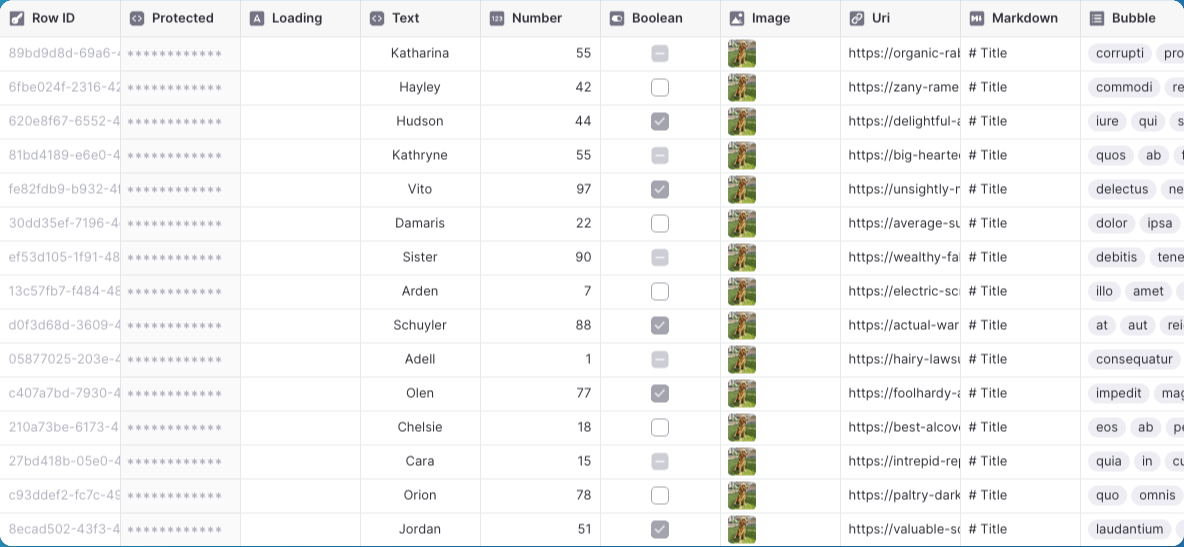 Row ID Protected Loading Text Number Boolean Image Uri Markdown Bubble
89bd9d8d-69a6- ************ Katharina 55 https://organic-ral # Title corrupti pro
6fbe024f-2316-42 ************ Hayley 42 https://zany-rame # Title commodi re
620e8f67-6552-4 ************ Hudson 44 https://delightful-a # Title iure qui s
81bd4189-e6e0-4 ************ Kathryne 55 https://big-hearte # Title quos ab f
fe82fdb9-b932-4f ************ Vito 97 https://unsightly-r # Title delectus ne
30dd35ef-7196-4 ************ Damaris 22 https://average-su # Title dolor ipsa
ef53d105-1f91-48 ************ Sister 90 https://wealthy-fa # Title debitis tene
13c57fb7-f484-48 ************ Arden 7 https://electric-sc # Title illo amet
d0f3d68d-3609-4 ************ Schuyler 88 https://actual-war # Title at aut rei
05877025-203e-4 ************ Adell 1 https://hairy-laws # Title consequatur
c407a7bd-7930-4 ************ Olen 77 https://foolhardy-a # Title impedit mag
210a73be-6173-4 ************ Chelsie 18 https://best-alcov # Title eos ab pe
27bd418b-05e0-4 ************ Cara 15 https://intrepid-rep # Title quia in cu
c93ddef2-fc7c-49 ************ Orion 78 https://paltry-dark # Title quo omnis
8ecad502-43f3-4 ************ Jordan 51 https://valuable-sc # Title laudantium